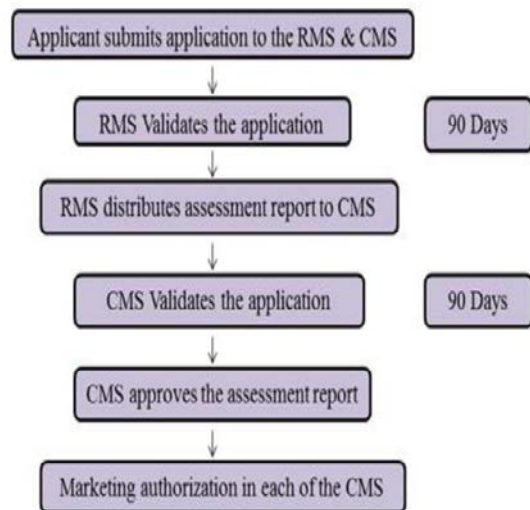 Applicant submits application to the RMS & CMS
RMS Validates the application
90 Days
RMS distributes assessment report to CMS
CMS Validates the application
90 Days
CMS approves the assessment report
Marketing authorization in each of the CMS